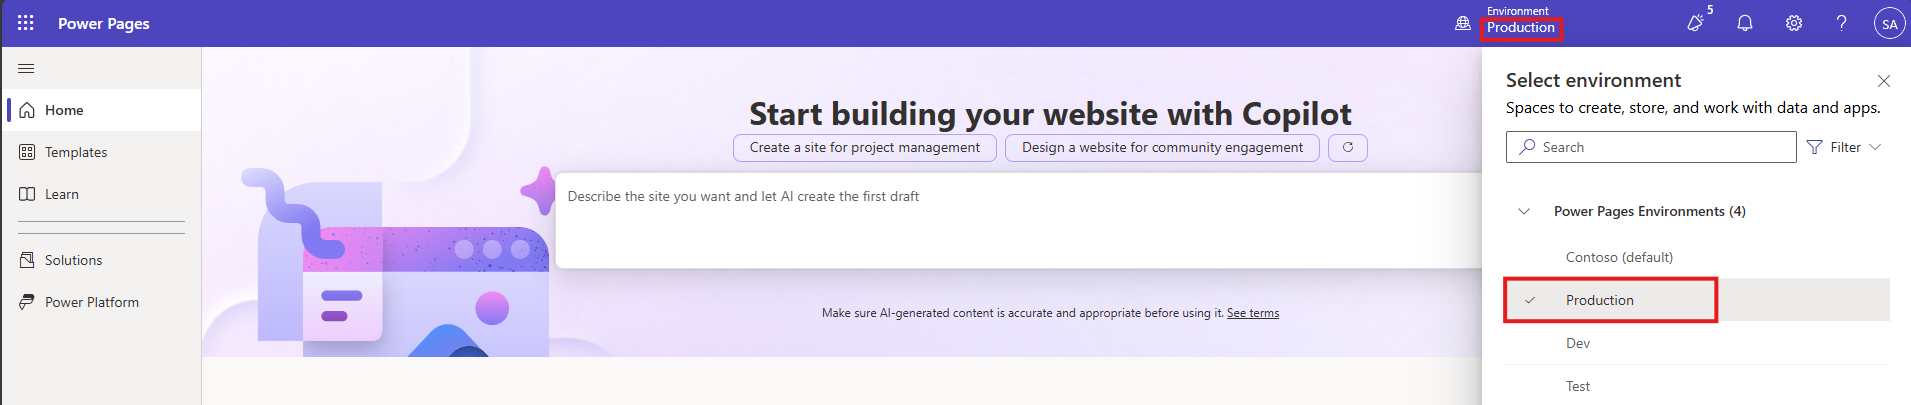 Power Pages
Environment
Production
5
SA
Home
Templates
Learn
Solutions
Power Platform
Start building your website with Copilot
Create a site for project management
Design a website for community engagement
Describe the site you want and let AI create the first draft
Make sure AI-generated content is accurate and appropriate before using it. See terms
Select environment
Spaces to create, store, and work with data and apps.
Search
Filter
Power Pages Environments (4)
Contoso (default)
Production
Dev
Test